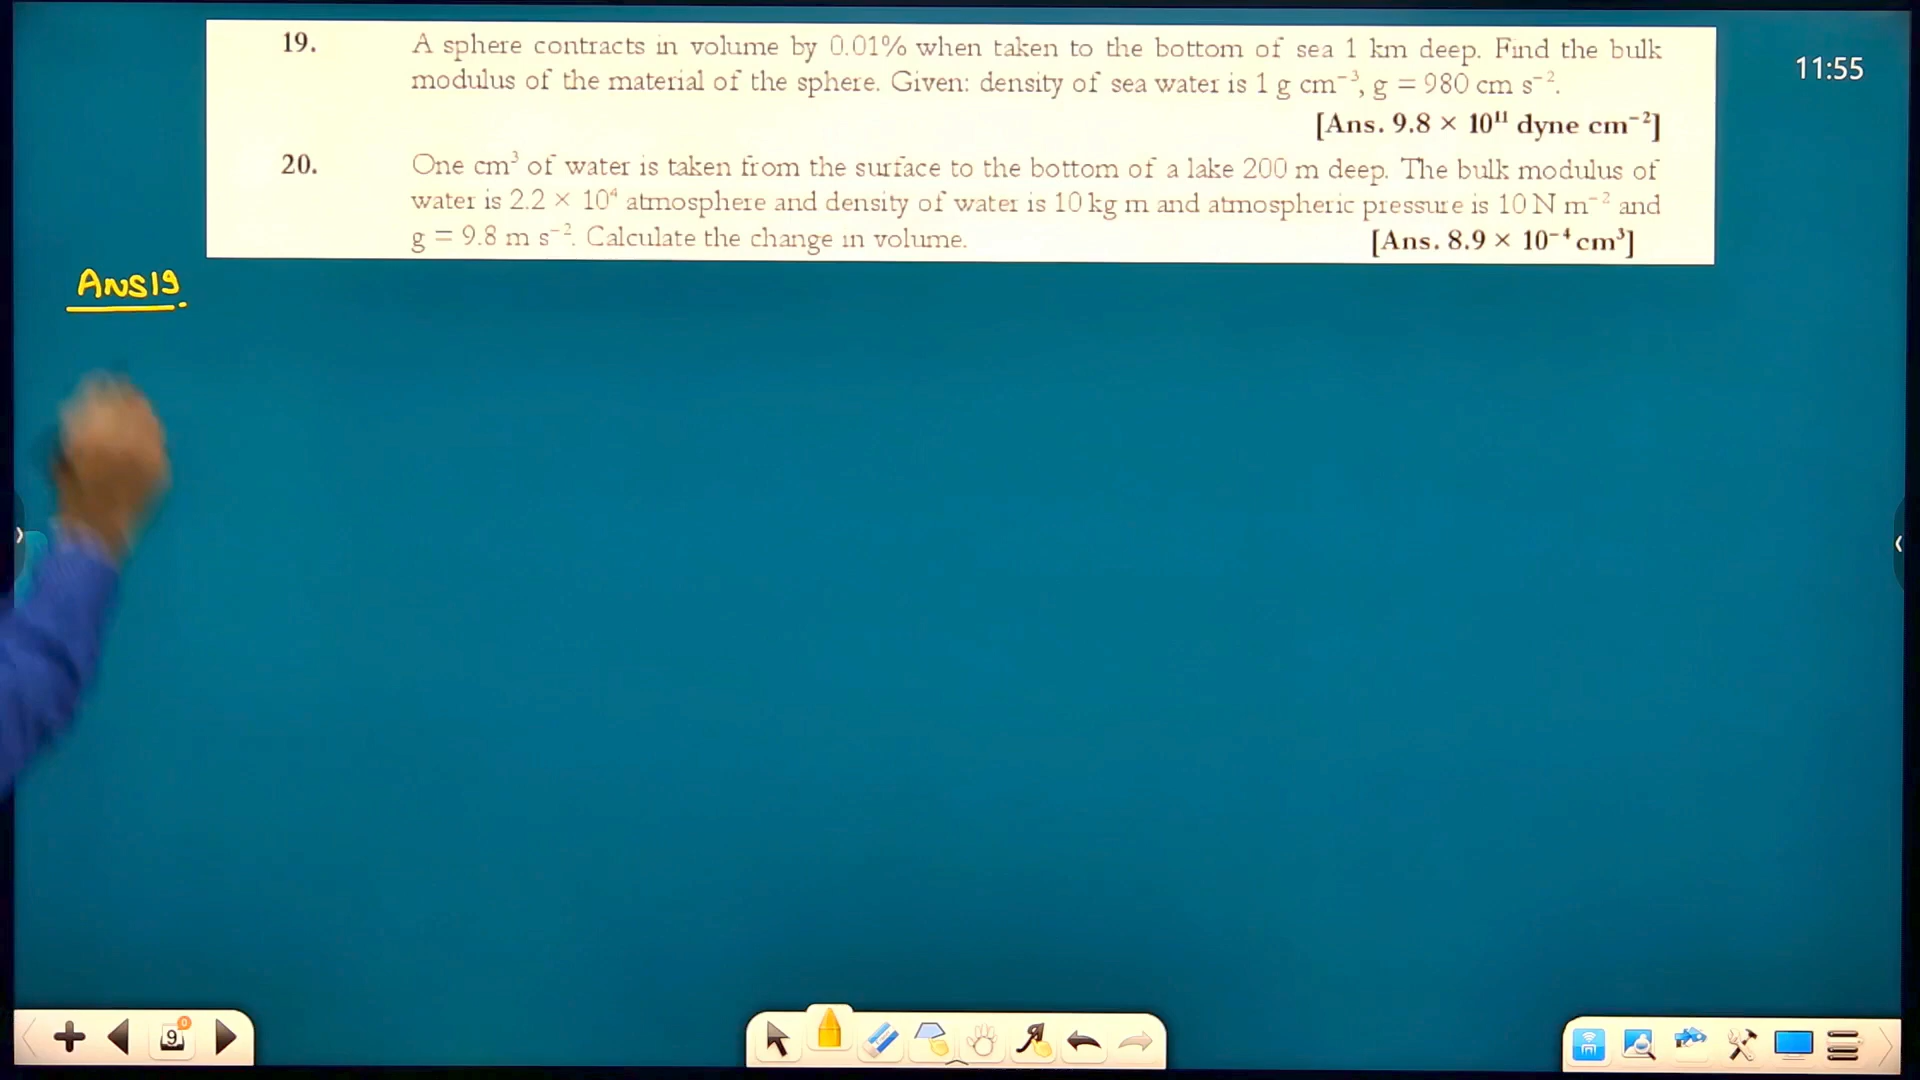 19. A sphere contracts in volume by 0.01% when taken to the bottom of sea 1 km deep. Find the bulk
11:55
modulus of the material of the sphere. Given: density of sea water is 1 g cm⁻³, g = 980 cm s⁻².
[Ans. 9.8 × 10¹¹ dyne cm⁻²]
20. One cm³ of water is taken from the surface to the bottom of a lake 200 m deep. The bulk modulus of
water is 2.2 × 10⁴ atmosphere and density of water is 10 kg m and atmospheric pressure is 10 N m⁻² and
g = 9.8 m s⁻². Calculate the change in volume.
[Ans. 8.9 × 10⁻⁴ cm³]
Ans19.
9
0